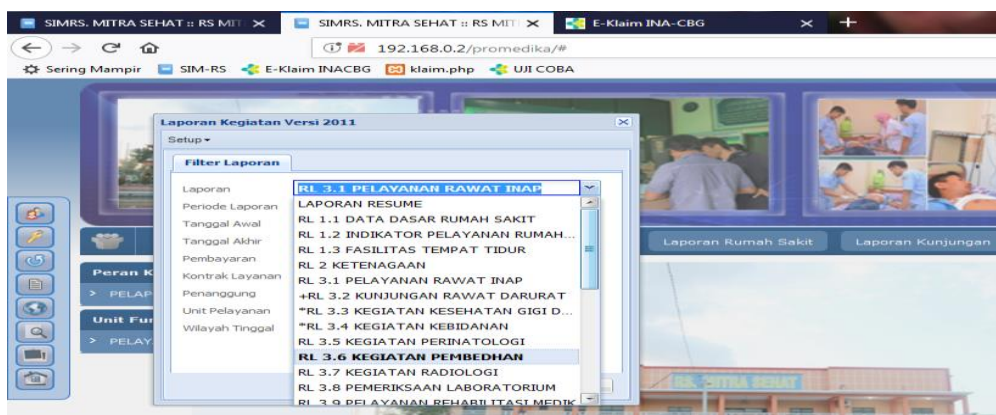 SIMRS. MITRA SEHAT :: RS MIT
SIMRS. MITRA SEHAT :: RS MIT
E-Klaim INA-CBG
192.168.0.2/promedika/#
Sering Mampir
SIM-RS
E-Klaim INACBG
klaim.php
UJI COBA
Laporan Kegiatan Versi 2011
Setup
Filter Laporan
Laporan
RL 3.1 PELAYANAN RAWAT INAP
Periode Laporan
Tanggal Awal
Tanggal Akhir
Pembayaran
Kontrak Layanan
Penanggung
Unit Pelayanan
Wilayah Tinggal
LAPORAN RESUME
RL 1.1 DATA DASAR RUMAH SAKIT
RL 1.2 INDIKATOR PELAYANAN RUMAH...
RL 1.3 FASILITAS TEMPAT TIDUR
RL 2 KETENAGAAN
RL 3.1 PELAYANAN RAWAT INAP
+RL 3.2 KUNJUNGAN RAWAT DARURAT
*RL 3.3 KEGIATAN KESEHATAN GIGI D...
*RL 3.4 KEGIATAN KEBIDANAN
RL 3.5 KEGIATAN PERINATOLOGI
RL 3.6 KEGIATAN PEMBEDHAN
RL 3.7 KEGIATAN RADIOLOGI
RL 3.8 PEMERIKSAAN LABORATORIUM
RL 3.9 PELAYANAN REHABILITASI MEDIK
Laporan Rumah Sakit
Laporan Kunjungan
Peran K
> PELAP
Unit Fun
> PELAY
RS. MITRA SEHAT